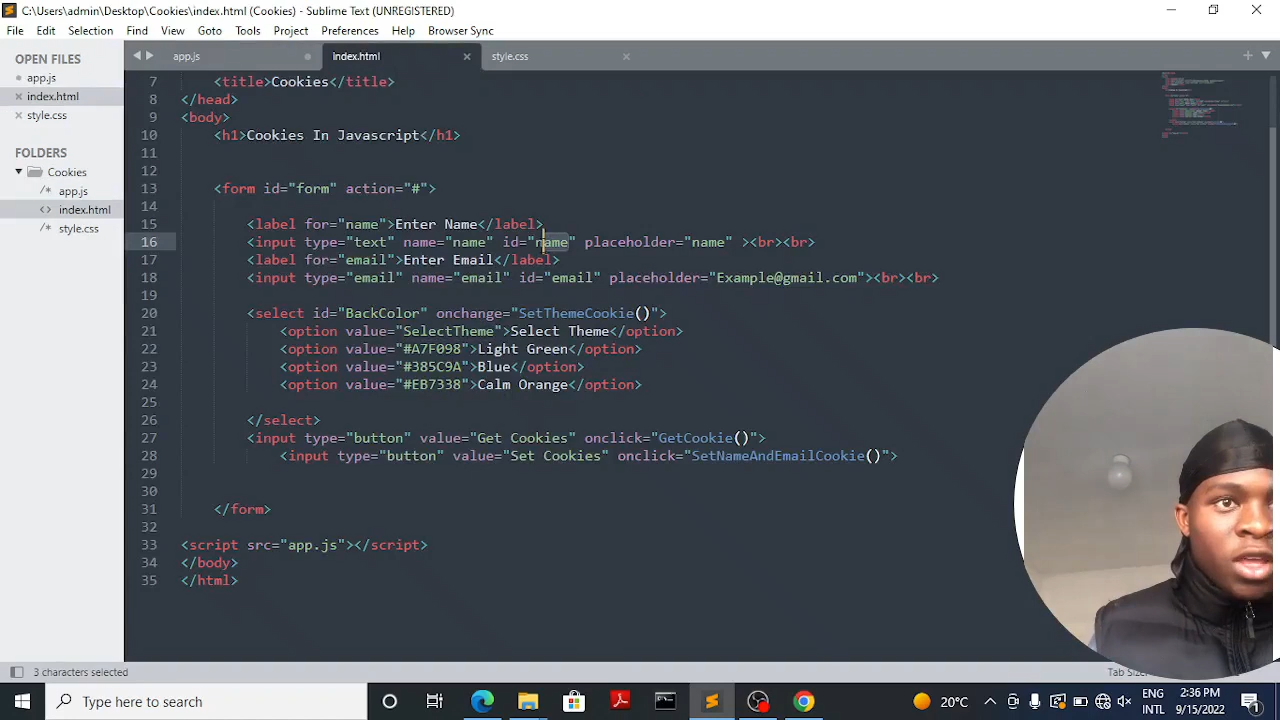 C:\Users\admin\Desktop\Cookies\index.html (Cookies) - Sublime Text (UNREGISTERED)
File Edit Selection Find View Goto Tools Project Preferences Help Browser Sync
OPEN FILES
app.js
index.html
style.css
FOLDERS
Cookies
app.js
index.html
style.css
app.js index.html style.css
7 <title>Cookies</title>
8 </head>
9 <body>
10 <h1>Cookies In Javascript</h1>
11
12
13 <form id="form" action="#">
14
15 <label for="name">Enter Name</label>
16 <input type="text" name="name" id="name" placeholder="name" ><br><br>
17 <label for="email">Enter Email</label>
18 <input type="email" name="email" id="email" placeholder="Example@gmail.com"><br><br>
19
20 <select id="BackColor" onchange="SetThemeCookie()">
21 <option value="SelectTheme">Select Theme</option>
22 <option value="#A7F098">Light Green</option>
23 <option value="#385C9A">Blue</option>
24 <option value="#EB7338">Calm Orange</option>
25
26 </select>
27 <input type="button" value="Get Cookies" onclick="GetCookie()">
28 <input type="button" value="Set Cookies" onclick="SetNameAndEmailCookie()">
29
30
31 </form>
32
33 <script src="app.js"></script>
34 </body>
35 </html>
3 characters selected
Tab
Type here to search
20°C
ENG
INTL
2:36 PM
9/15/2022
1